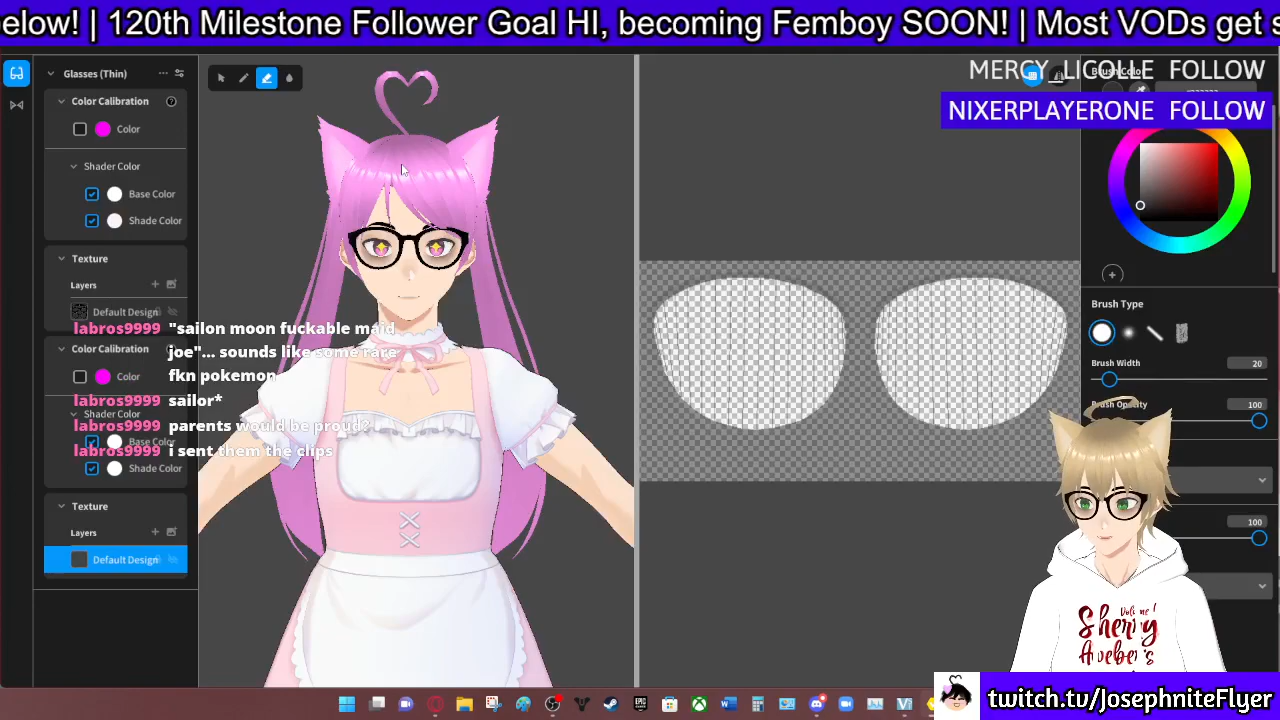 elow! | 120th Milestone Follower Goal HI, becoming Femboy SOON! | Most VODs get s
MERCY_LIGOLLE FOLLOW
NIXERPLAYERONE FOLLOW
Glasses (Thin)
Color Calibration
Color
Shader Color
Base Color
Shade Color
Texture
Layers
Default Design
Color Calibration
Color
Shader Color
Base Color
Shade Color
Texture
Layers
Default Design
labros9999 "sailon moon fuckable maid
joe"... sounds like some rare
fkn pokemon
labros9999 sailor*
labros9999 parents would be proud?
labros9999 i sent them the clips
Brush Type
Brush Width 20
Brush Opacity 100
100
Sherry
twitch.tv/JosephniteFlyer